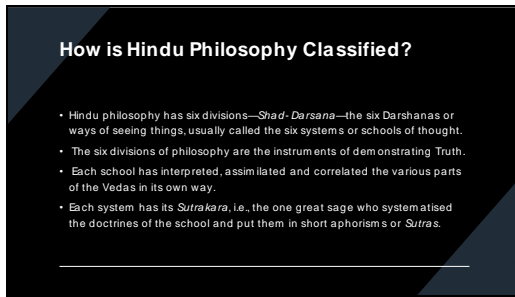 How is Hindu Philosophy Classified?
• Hindu philosophy has six divisions—Shad-Darsana—the six Darshanas or
ways of seeing things, usually called the six systems or schools of thought.
• The six divisions of philosophy are the instruments of demonstrating Truth.
• Each school has interpreted, assimilated and correlated the various parts
of the Vedas in its own way.
• Each system has its Sutrakara, i.e., the one great sage who systematised
the doctrines of the school and put them in short aphorisms or Sutras.